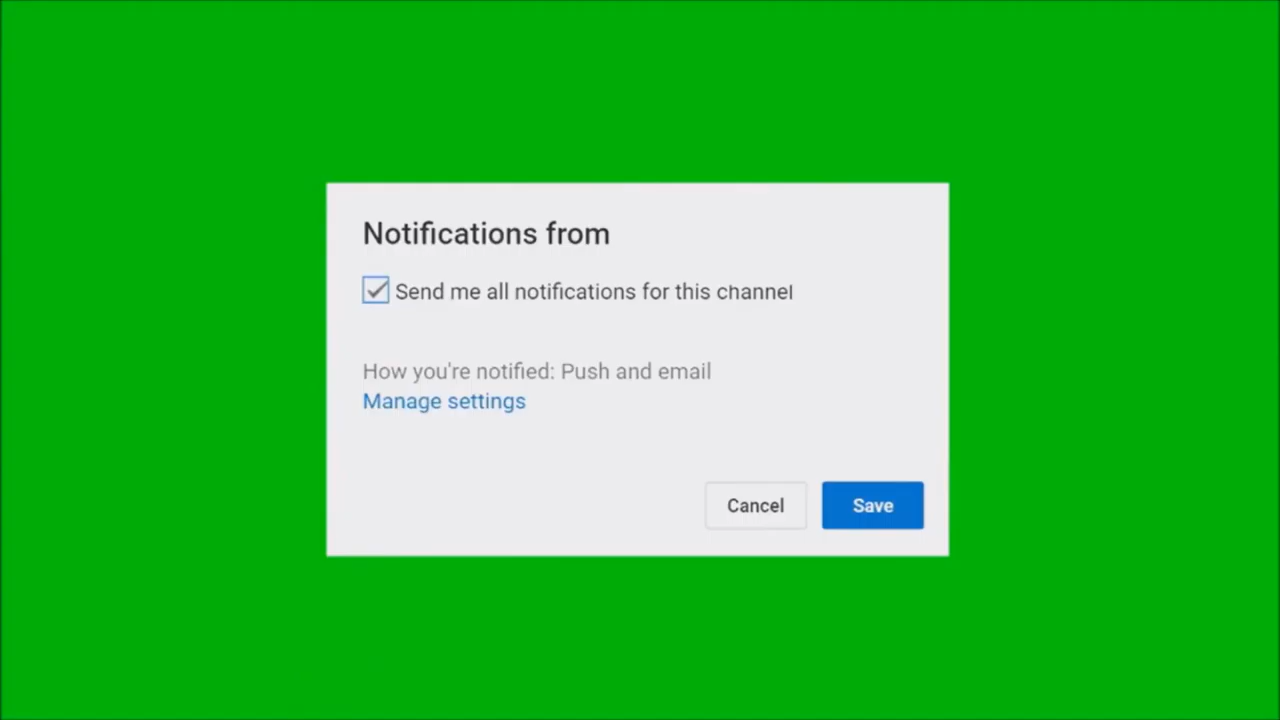 Notifications from
Send me all notifications for this channel
How you're notified: Push and email
Manage settings
Cancel
Save